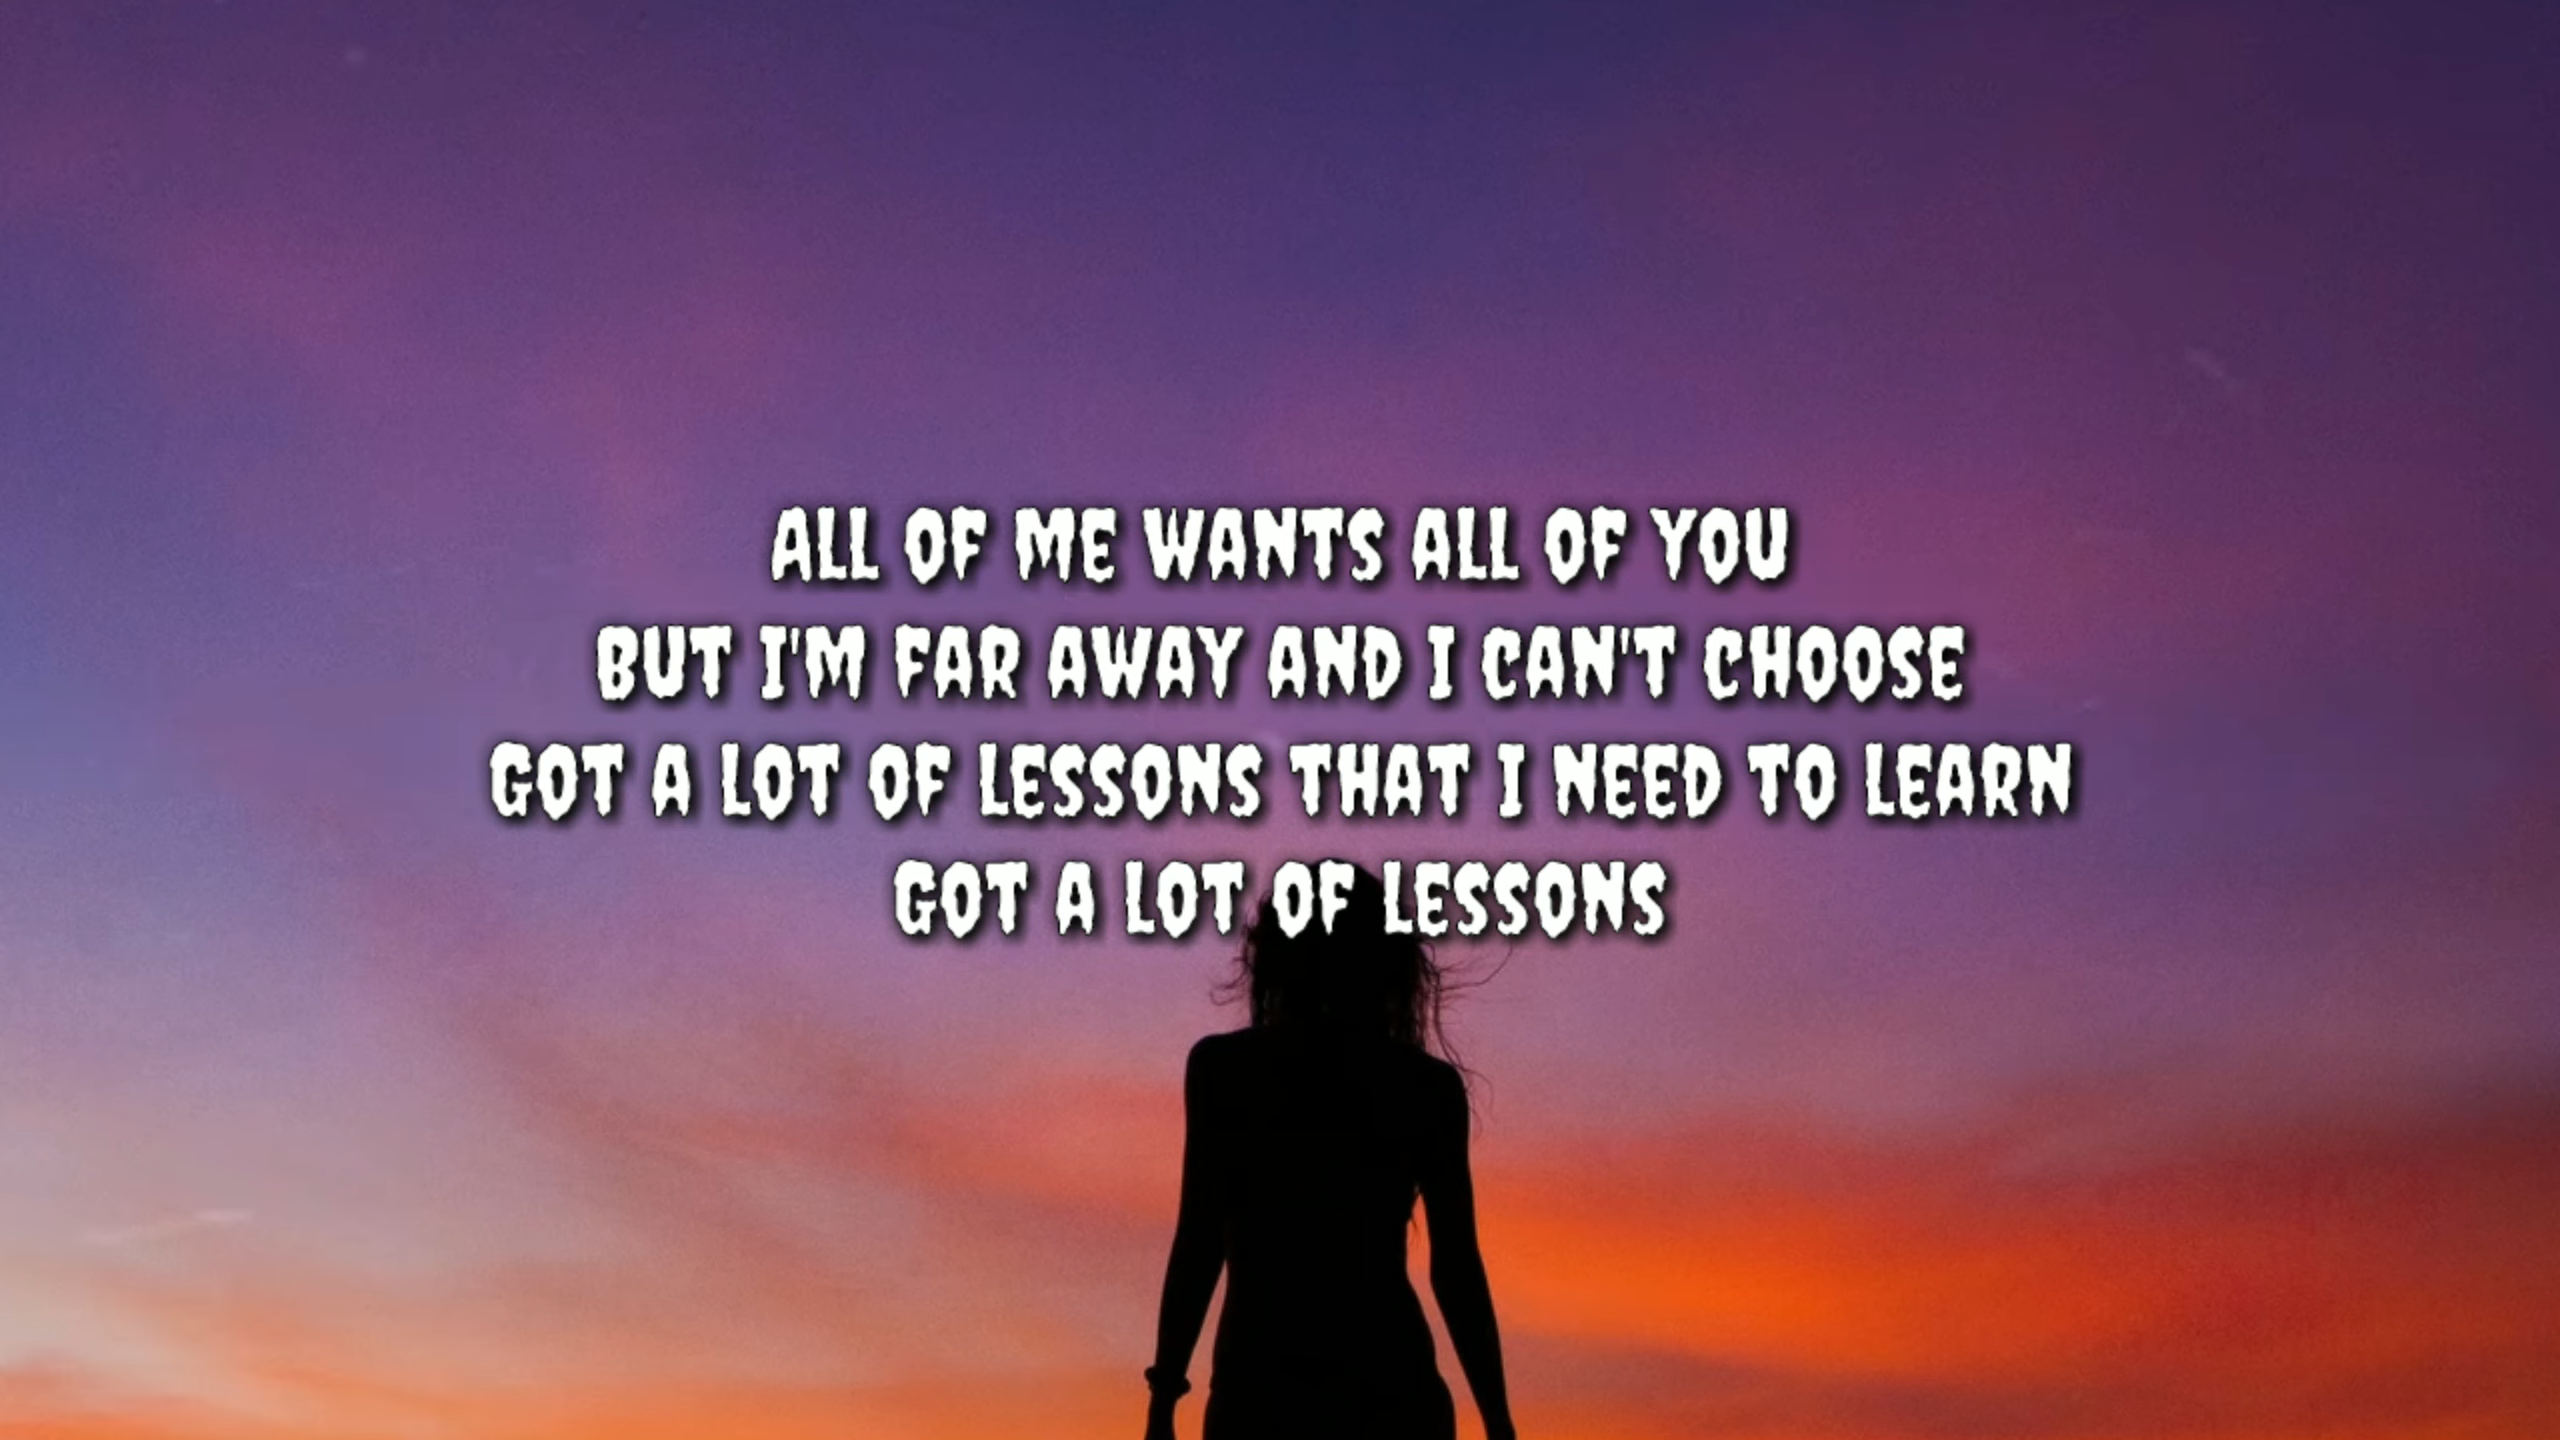 ALL OF ME WANTS ALL OF YOU
BUT I'M FAR AWAY AND I CAN'T CHOOSE
GOT A LOT OF LESSONS THAT I NEED TO LEARN
GOT A LOT OF LESSONS